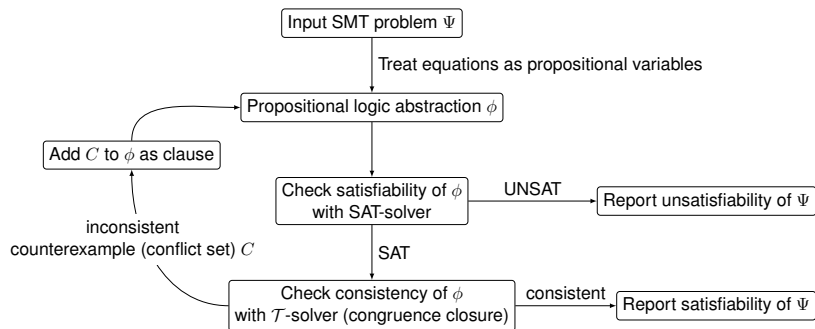 Input SMT problem Ψ
Treat equations as propositional variables
Propositional logic abstraction ϕ
Add C to ϕ as clause
Check satisfiability of ϕ
with SAT-solver
UNSAT
Report unsatisfiability of Ψ
inconsistent
counterexample (conflict set) C
SAT
Check consistency of ϕ
with 𝒯-solver (congruence closure)
consistent
Report satisfiability of Ψ